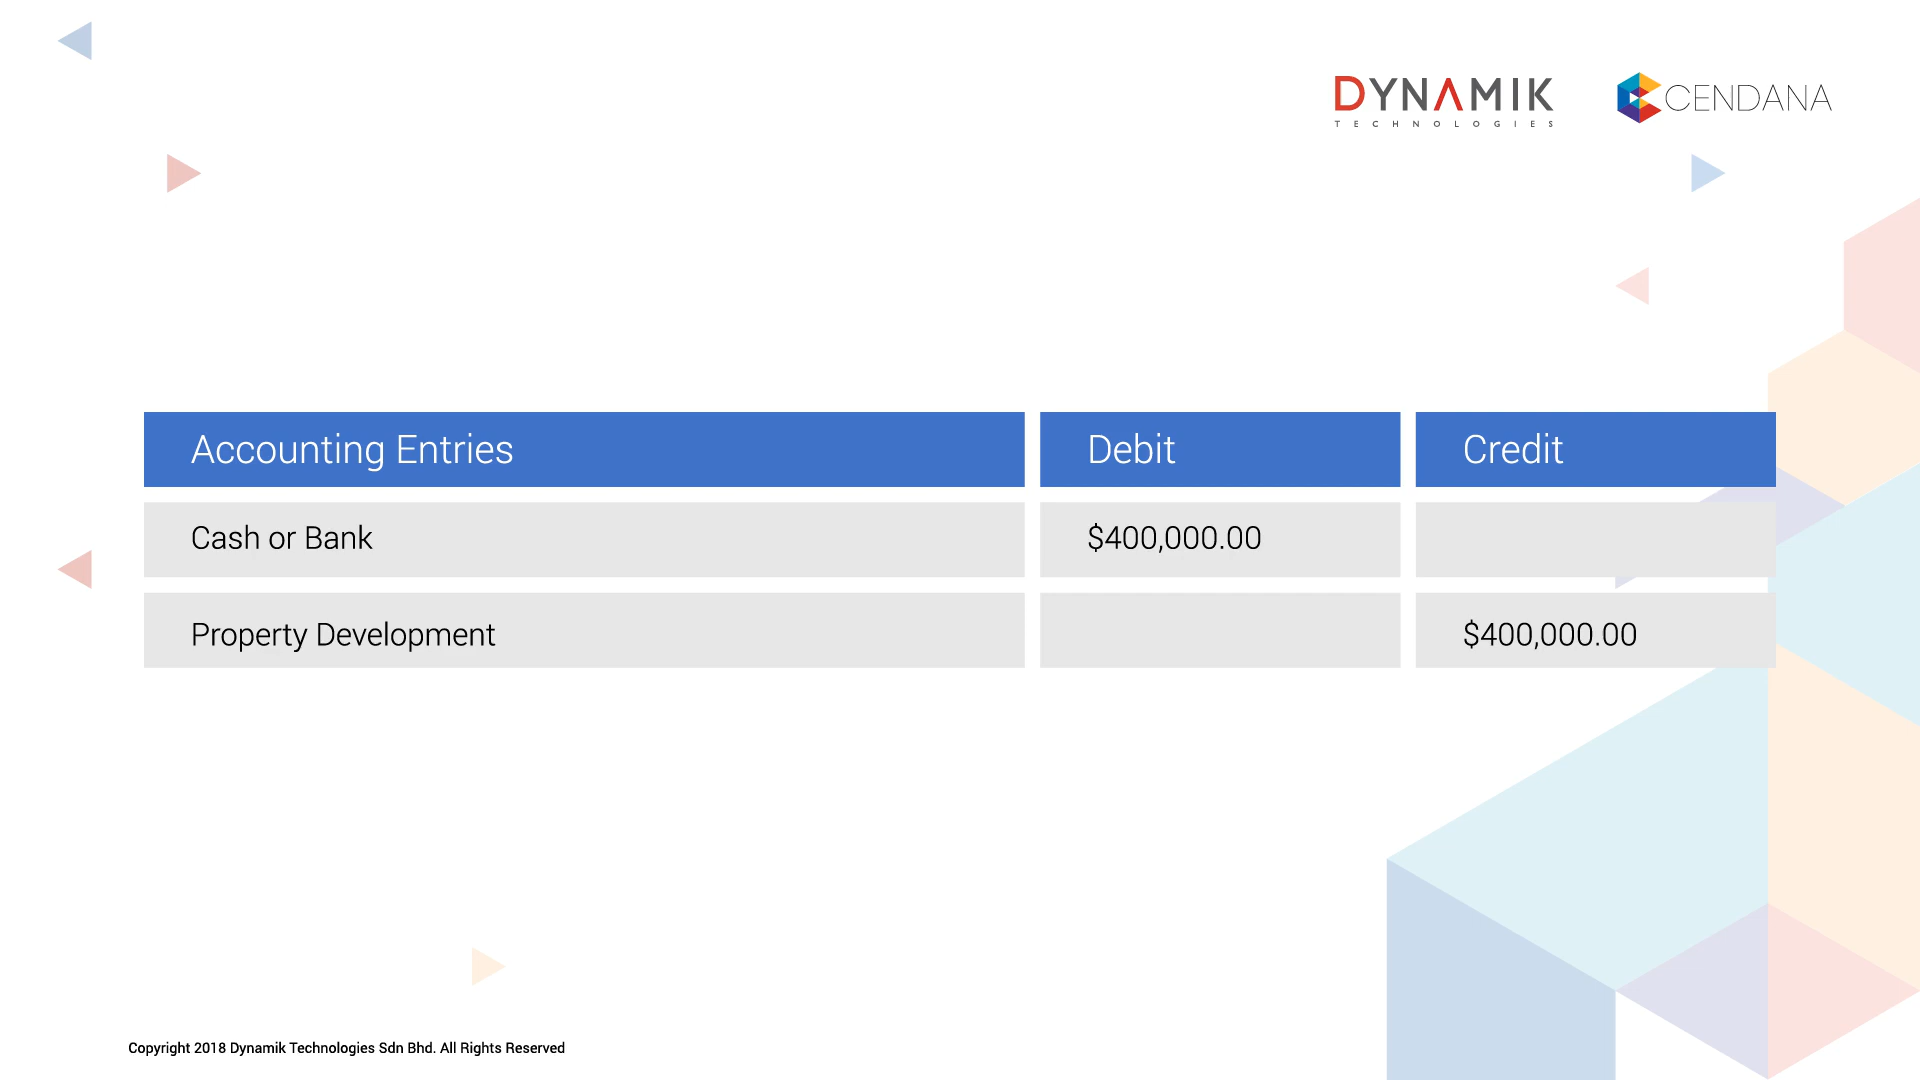 DYNAMIK
TECHNOLOGIES
CENDANA
Accounting Entries Debit Credit
Cash or Bank $400,000.00
Property Development $400,000.00
Copyright 2018 Dynamik Technologies Sdn Bhd. All Rights Reserved